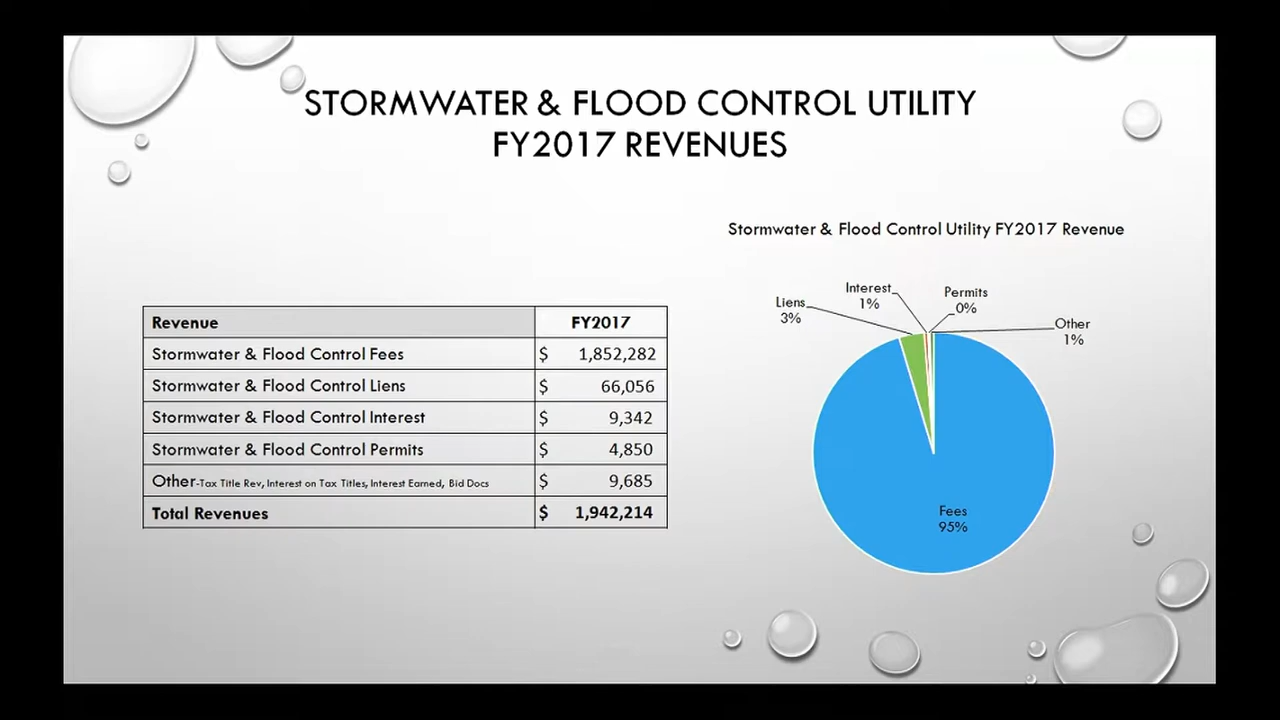 STORMWATER & FLOOD CONTROL UTILITY
FY2017 REVENUES
Stormwater & Flood Control Utility FY2017 Revenue
Revenue FY2017
Stormwater & Flood Control Fees $ 1,852,282
Stormwater & Flood Control Liens $ 66,056
Stormwater & Flood Control Interest $ 9,342
Stormwater & Flood Control Permits $ 4,850
Other-Tax Title Rev, Interest on Tax Titles, Interest Earned, Bid Docs $ 9,685
Total Revenues $ 1,942,214
Liens
3%
Interest
1%
Permits
0%
Other
1%
Fees
95%